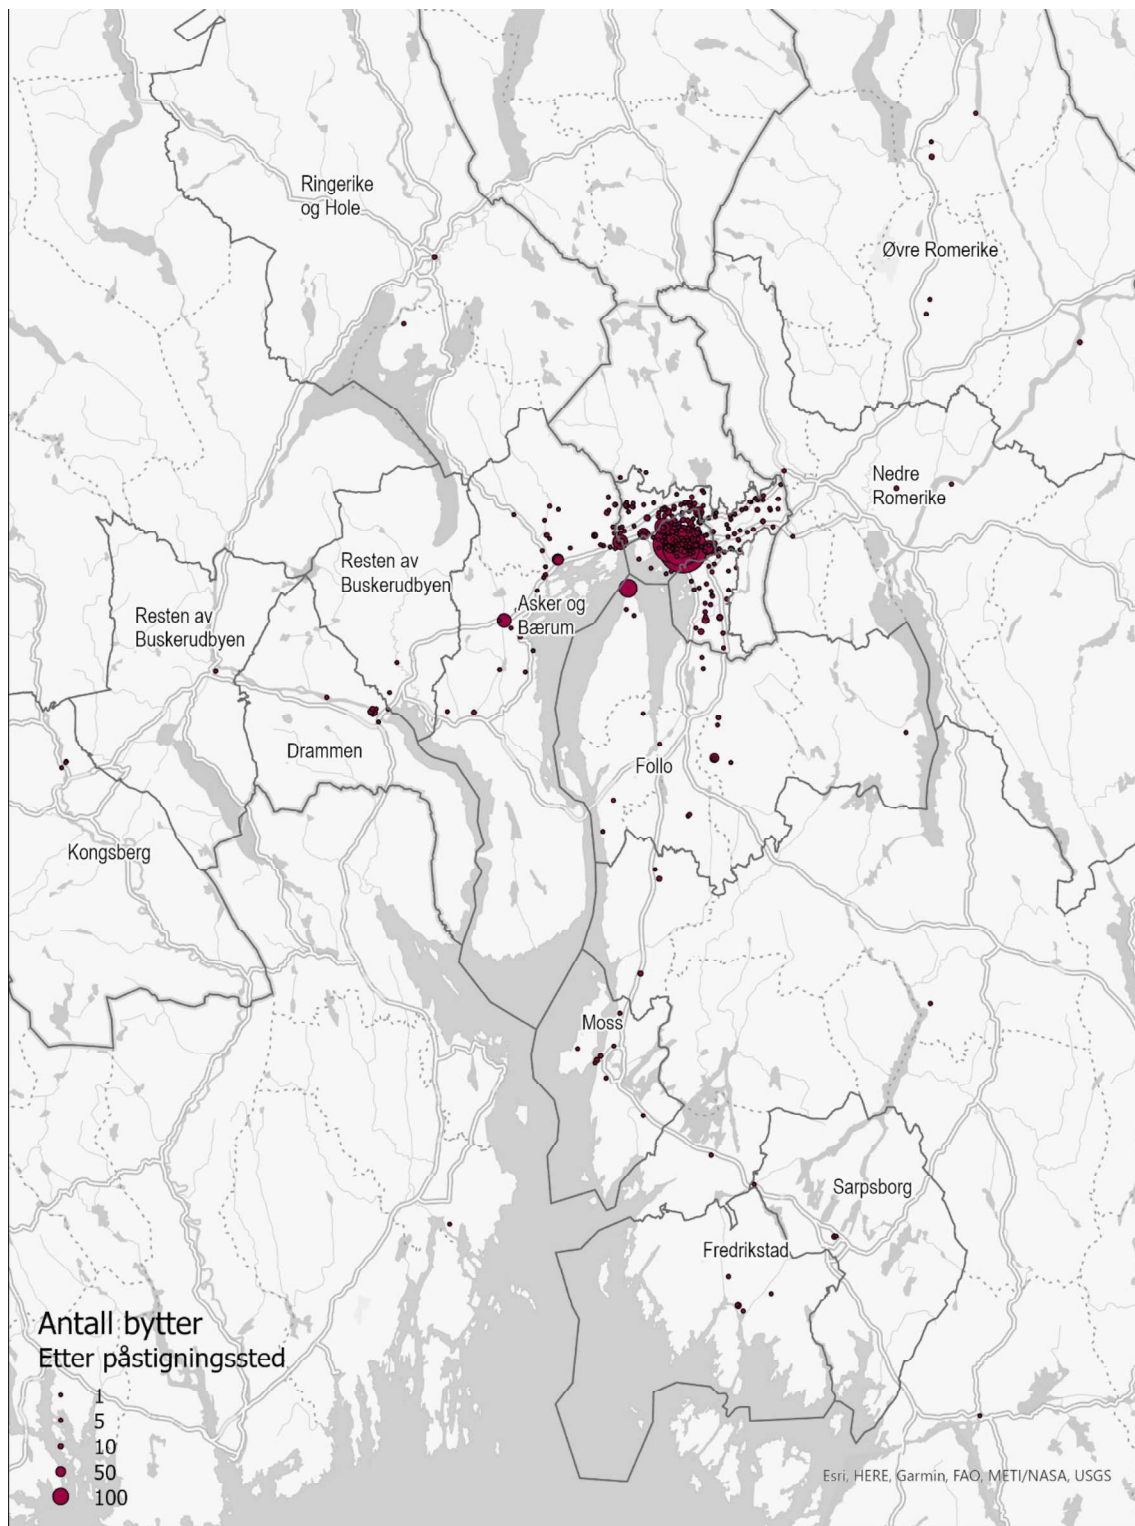 Ringerike
og Hole
Øvre Romerike
Nedre
Romerike
Resten av
Buskerudbyen
Asker og
Bærum
Resten av
Buskerudbyen
Drammen
Follo
Kongsberg
Moss
Sarpsborg
Fredrikstad
Antall bytter
Etter påstigningssted
1
5
10
50
100
Esri, HERE, Garmin, FAO, METI/NASA, USGS